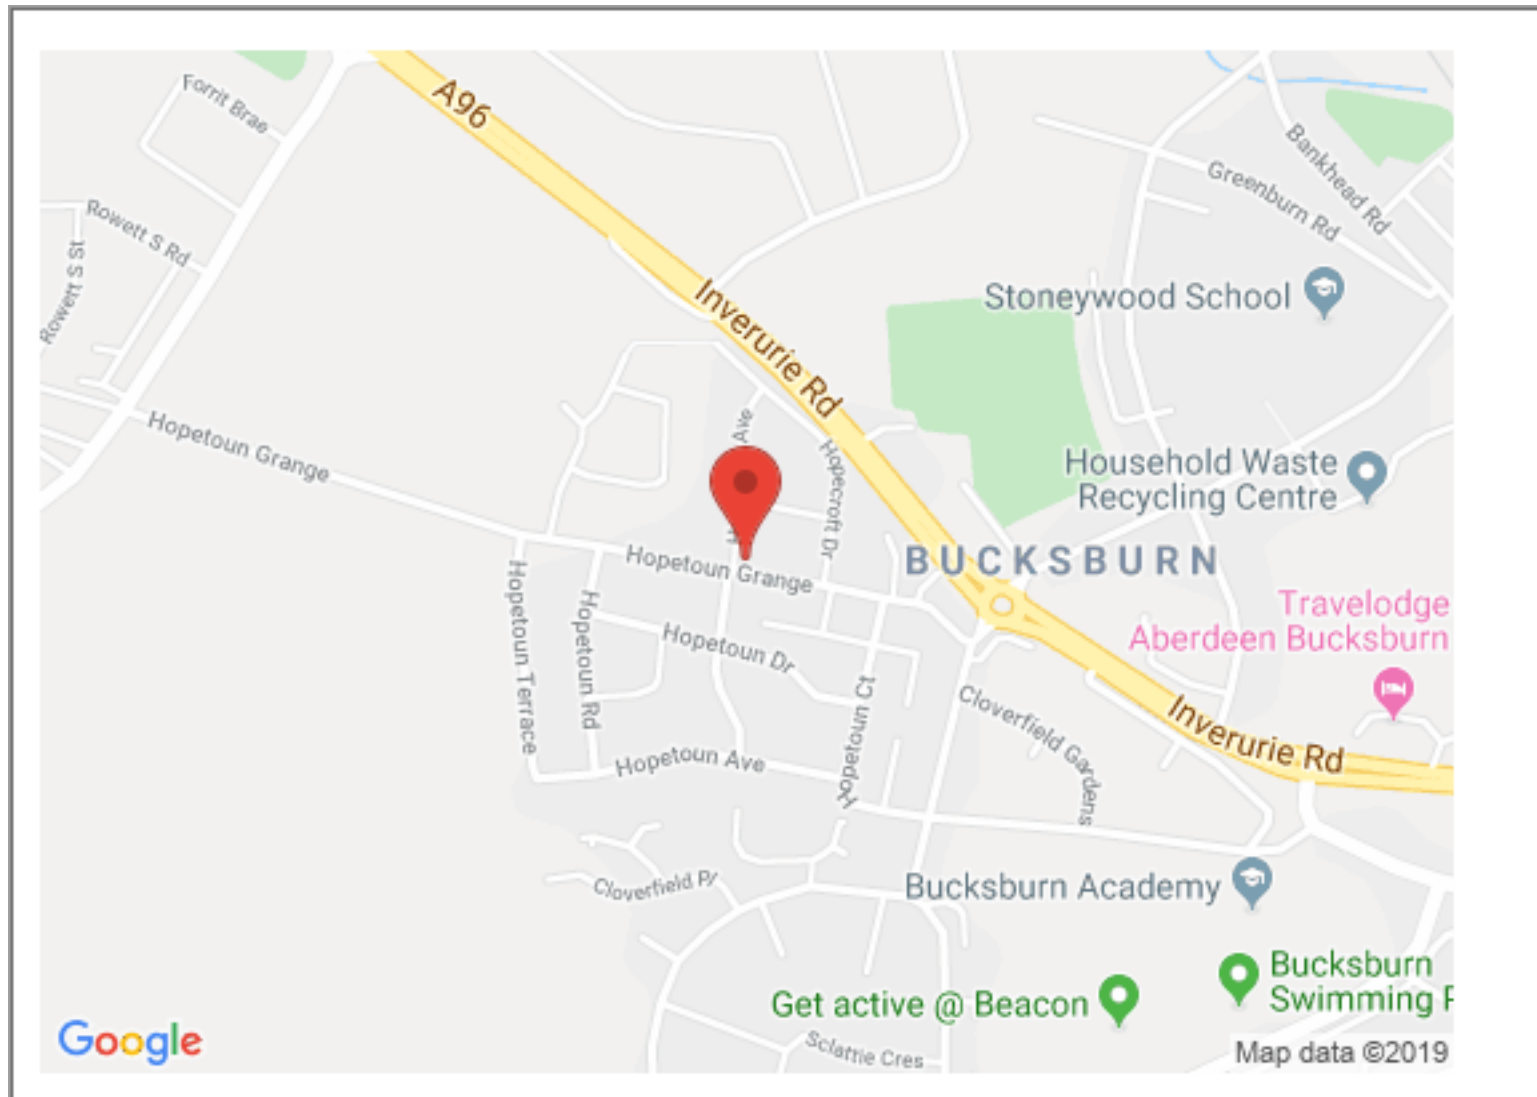 A96
Forrit Brae
Bankhead Rd
Greenburn Rd
Rowett S Rd
Rowett S St
Stoneywood School
Inverurie Rd
Ave
Hopetoun Grange
Hopecroft Dr
Household Waste
Recycling Centre
Hopetoun Grange
BUCKSBURN
Travelodge
Aberdeen Bucksburn
Hopetoun Terrace
Hopetoun Rd
Hopetoun Dr
Hopetoun Ct
Cloverfield Gardens
Inverurie Rd
Hopetoun Ave
Cloverfield
Bucksburn Academy
Bucksburn
Swimming
Get active @ Beacon
Sclattie Cres
Google
Map data ©2019